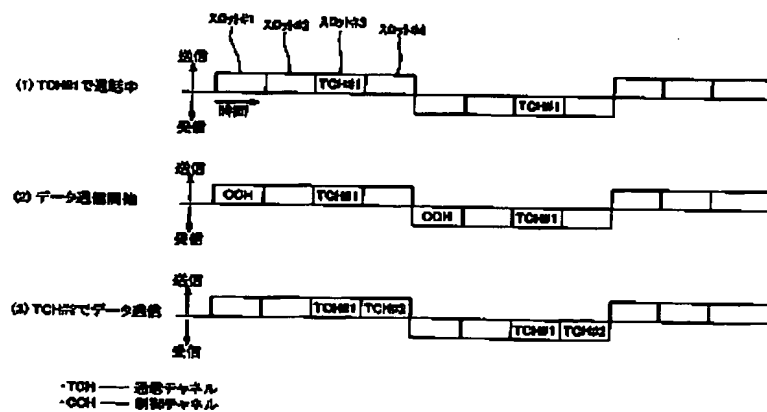 スロット#1 スロット#2 スロット#3 スロット#4
送信
(1) TCH#1で通話中
TCH#1
時間
TCH#1
受信
送信
(2) データ通信開始
CCH TCH#1
CCH TCH#1
受信
送信
(3) TCH#2でデータ通信
TCH#1 TCH#2
TCH#1 TCH#2
受信
・TCH —— 通信チャネル
・CCH —— 制御チャネル